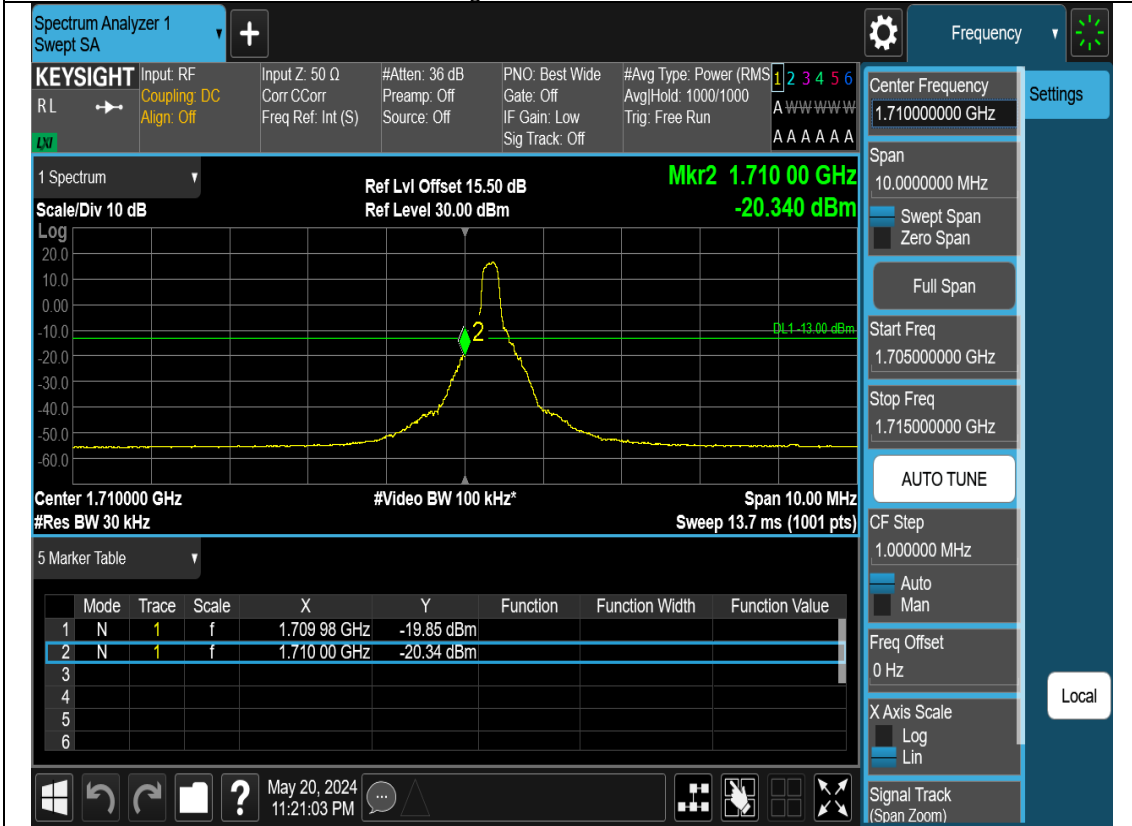 Spectrum Analyzer 1
Swept SA
Frequency
KEYSIGHT
RL
LXI
Input: RF
Coupling: DC
Align: Off
Input Z: 50 Ω
Corr CCorr
Freq Ref: Int (S)
#Atten: 36 dB
Preamp: Off
Source: Off
PNO: Best Wide
Gate: Off
IF Gain: Low
Sig Track: Off
#Avg Type: Power (RMS
Avg|Hold: 1000/1000
Trig: Free Run
1 2 3 4 5 6
A W W W W W
A A A A A A
1 Spectrum
Scale/Div 10 dB
Ref Lvl Offset 15.50 dB
Ref Level 30.00 dBm
Mkr2 1.710 00 GHz
-20.340 dBm
Log
20.0
10.0
0.00
-10.0
-20.0
-30.0
-40.0
-50.0
-60.0
2
DL1 -13.00 dBm
Center 1.710000 GHz
#Res BW 30 kHz
#Video BW 100 kHz*
Span 10.00 MHz
Sweep 13.7 ms (1001 pts)
5 Marker Table
Mode Trace Scale X Y Function Function Width Function Value
1 N 1 f 1.709 98 GHz -19.85 dBm
2 N 1 f 1.710 00 GHz -20.34 dBm
3
4
5
6
May 20, 2024
11:21:03 PM
Center Frequency
1.710000000 GHz
Settings
Span
10.0000000 MHz
Swept Span
Zero Span
Full Span
Start Freq
1.705000000 GHz
Stop Freq
1.715000000 GHz
AUTO TUNE
CF Step
1.000000 MHz
Auto
Man
Freq Offset
0 Hz
X Axis Scale
Log
Lin
Local
Signal Track
(Span Zoom)